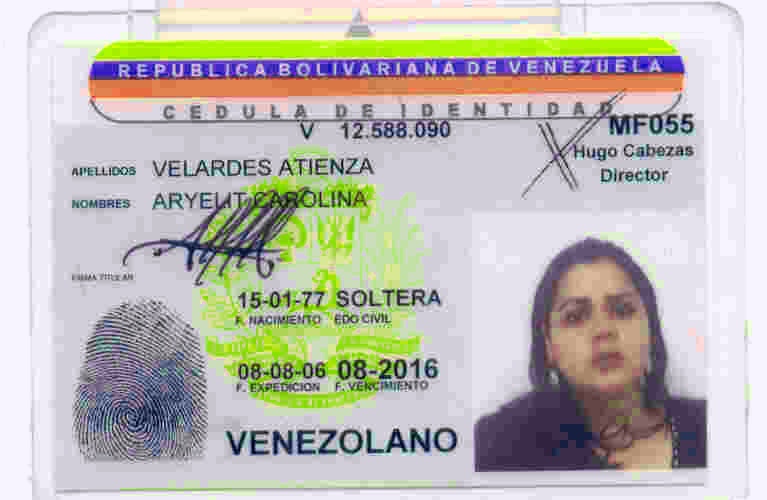 REPUBLICA BOLIVARIANA DE VENEZUELA
CEDULA DE IDENTIDAD
V 12.588.090
MF055
Hugo Cabezas
Director
APELLIDOS VELARDES ATIENZA
NOMBRES ARYELIT CAROLINA
FIRMA TITULAR
15-01-77 SOLTERA
F. NACIMIENTO EDO CIVIL
08-08-06 08-2016
F. EXPEDICION F. VENCIMIENTO
VENEZOLANO